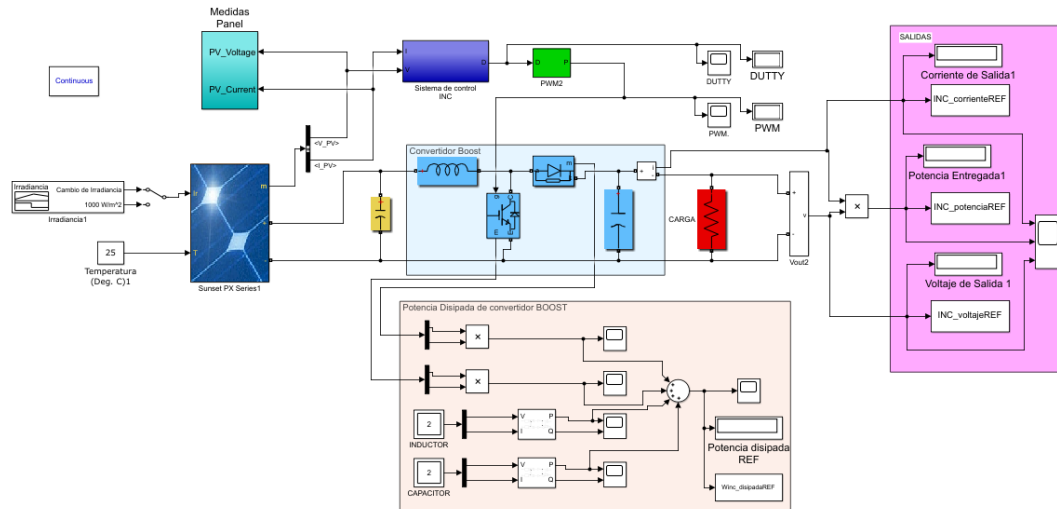 Medidas
Panel
PV_Voltage
PV_Current
Continuous
I
V
D
Sistema de control
INC
D
P
PWM2
DUTTY
DUTTY
PWM.
PWM
<V_PV>
<I_PV>
Irradiancia
Cambio de Irradiancia
1000 W/m^2
Irradiancia1
25
Temperatura
(Deg. C)1
T
m
+
-
Sunset PX Series1
Convertidor Boost
+
m
g
C
m
E
+
-
CARGA
+
-
v
Vout2
×
SALIDAS
Corriente de Salida1
INC_corrienteREF
Potencia Entregada1
INC_potenciaREF
Voltaje de Salida 1
INC_voltajeREF
Potencia Disipada de convertidor BOOST
×
×
2
INDUCTOR
V
I
P
Q
2
CAPACITOR
V
I
P
Q
Potencia disipada
REF
Winc_disipadaREF